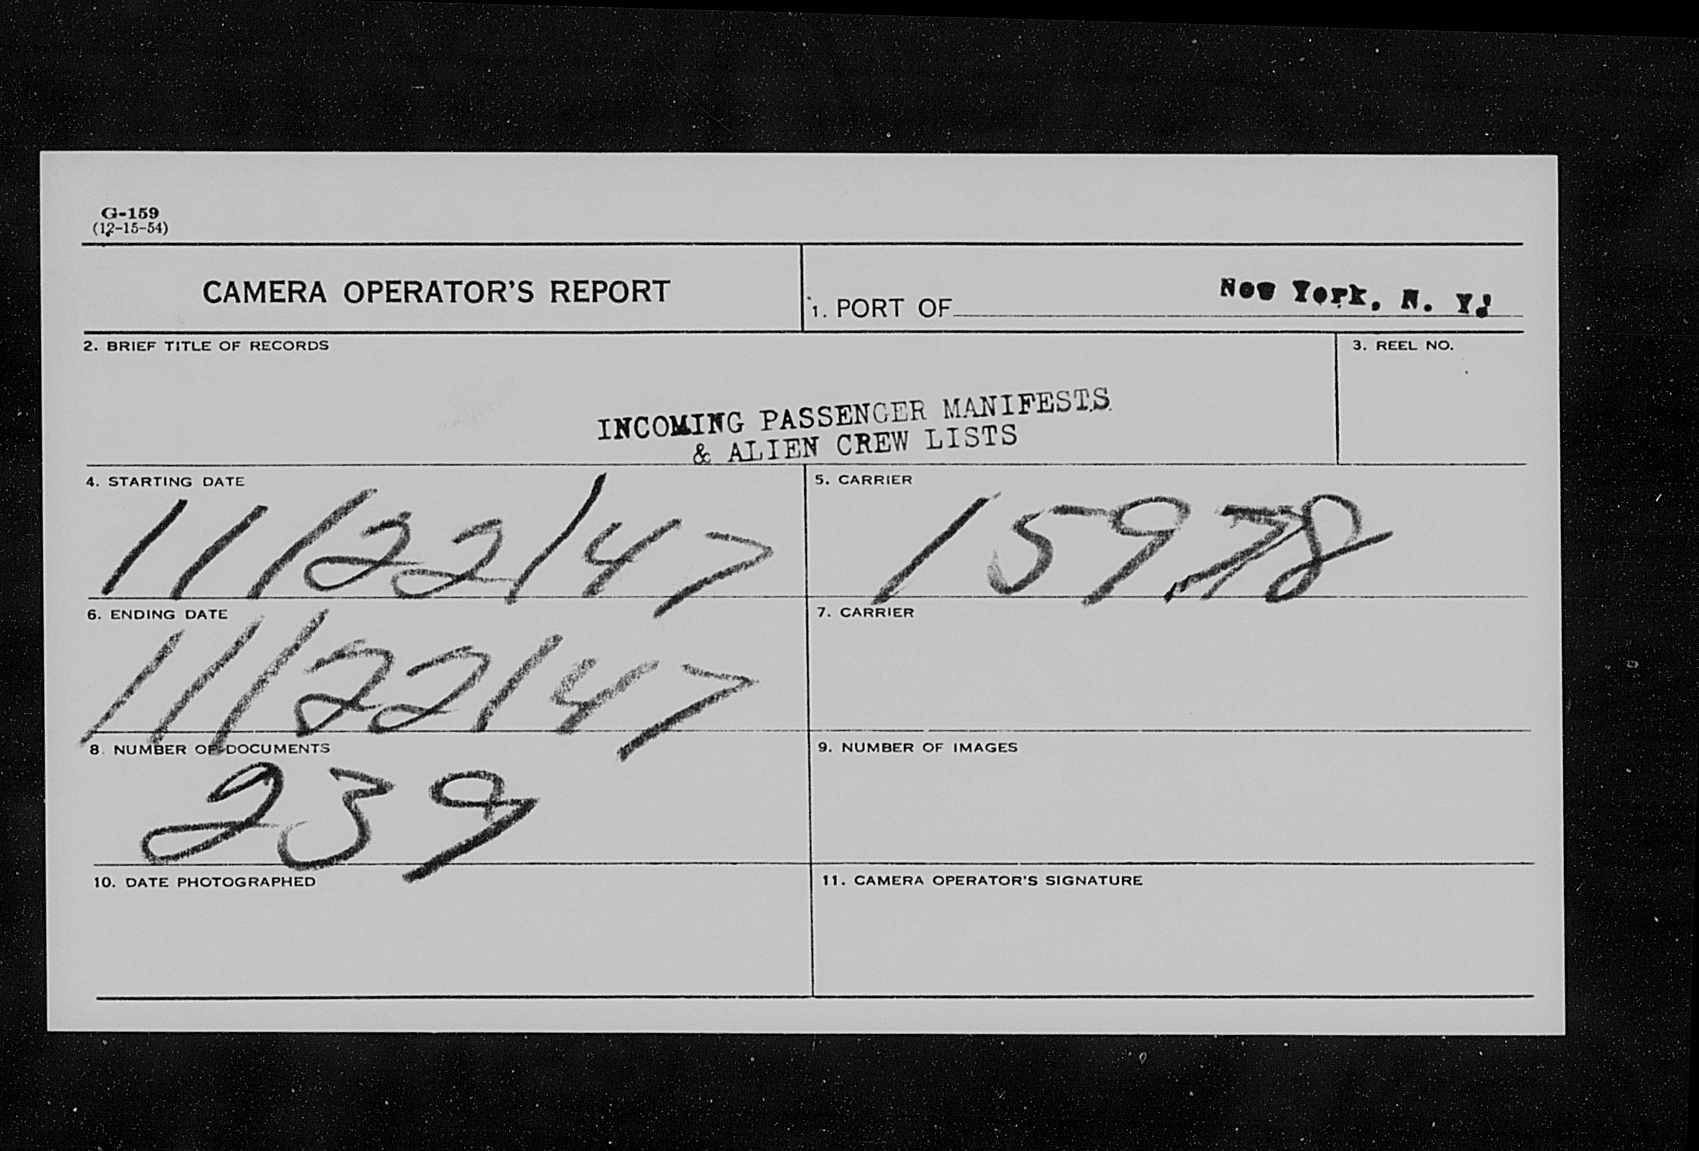 G-159
(12-15-54)
CAMERA OPERATOR'S REPORT
1. PORT OF New York, N. Y.
2. BRIEF TITLE OF RECORDS
3. REEL NO.
INCOMING PASSENGER MANIFESTS
& ALIEN CREW LISTS
4. STARTING DATE
11/22/47
5. CARRIER
15978
6. ENDING DATE
11/22/47
7. CARRIER
8. NUMBER OF DOCUMENTS
239
9. NUMBER OF IMAGES
10. DATE PHOTOGRAPHED
11. CAMERA OPERATOR'S SIGNATURE